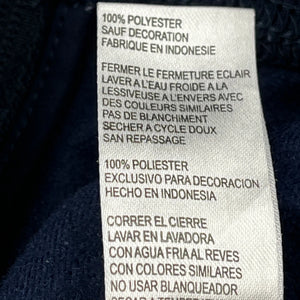 100% POLYESTER
SAUF DECORATION
FABRIQUE EN INDONESIE
FERMER LE FERMETURE ECLAIR
LAVER A L'EAU FROIDE A LA
LESSIVEUSE A L'ENVERS AVEC
DES COULEURS SIMILAIRES
PAS DE BLANCHIMENT
SECHER A CYCLE DOUX
SAN REPASSAGE
100% POLIESTER
EXCLUSIVO PARA DECORACION
HECHO EN INDONESIA
CORRER EL CIERRE
LAVAR EN LAVADORA
CON AGUA FRIA AL REVES
CON COLORES SIMILARES
NO USAR BLANQUEADOR